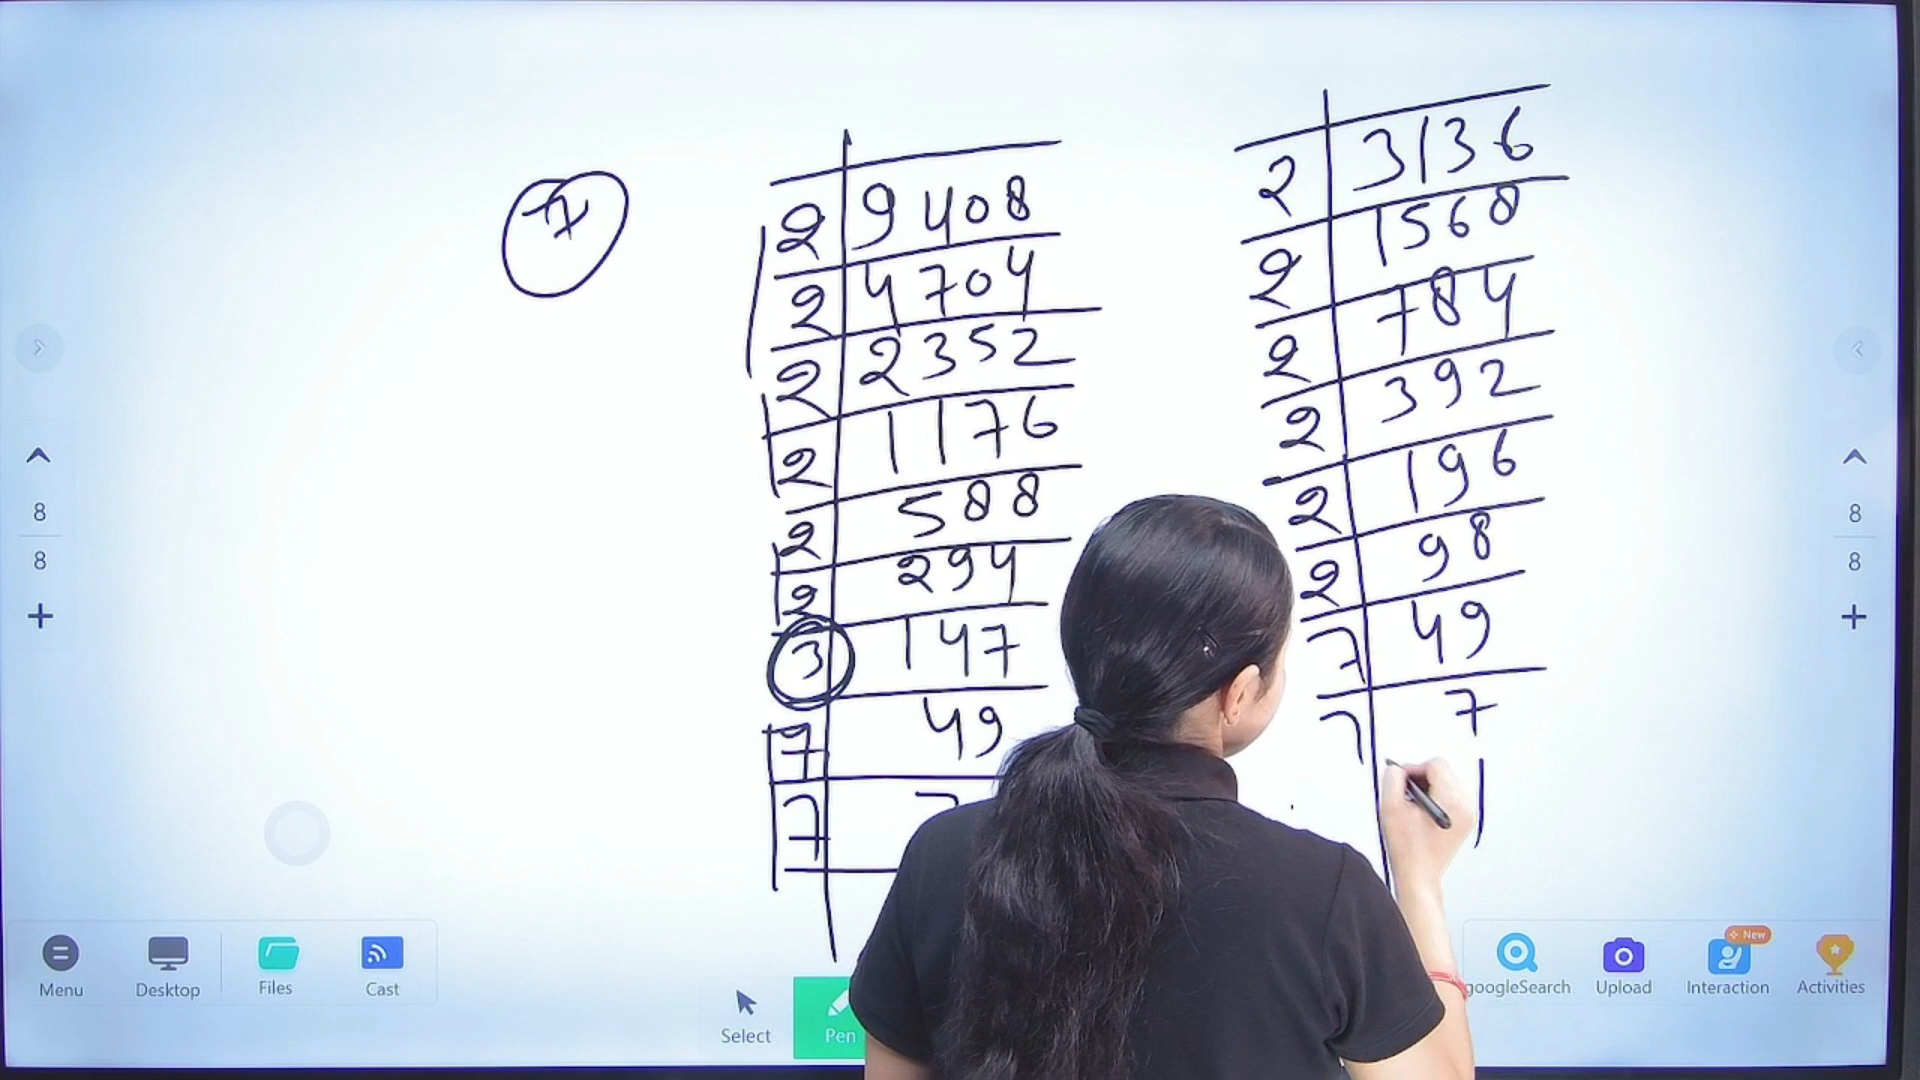 7
2 9408
2 4704
2 2352
2 1176
2 588
2 294
3 147
7 49
7 7
2 3136
2 1568
2 784
2 392
2 196
2 98
7 49
7 7
1
8
8
8
8
Menu
Desktop
Files
Cast
Select
Pen
googleSearch
Upload
New
Interaction
Activities